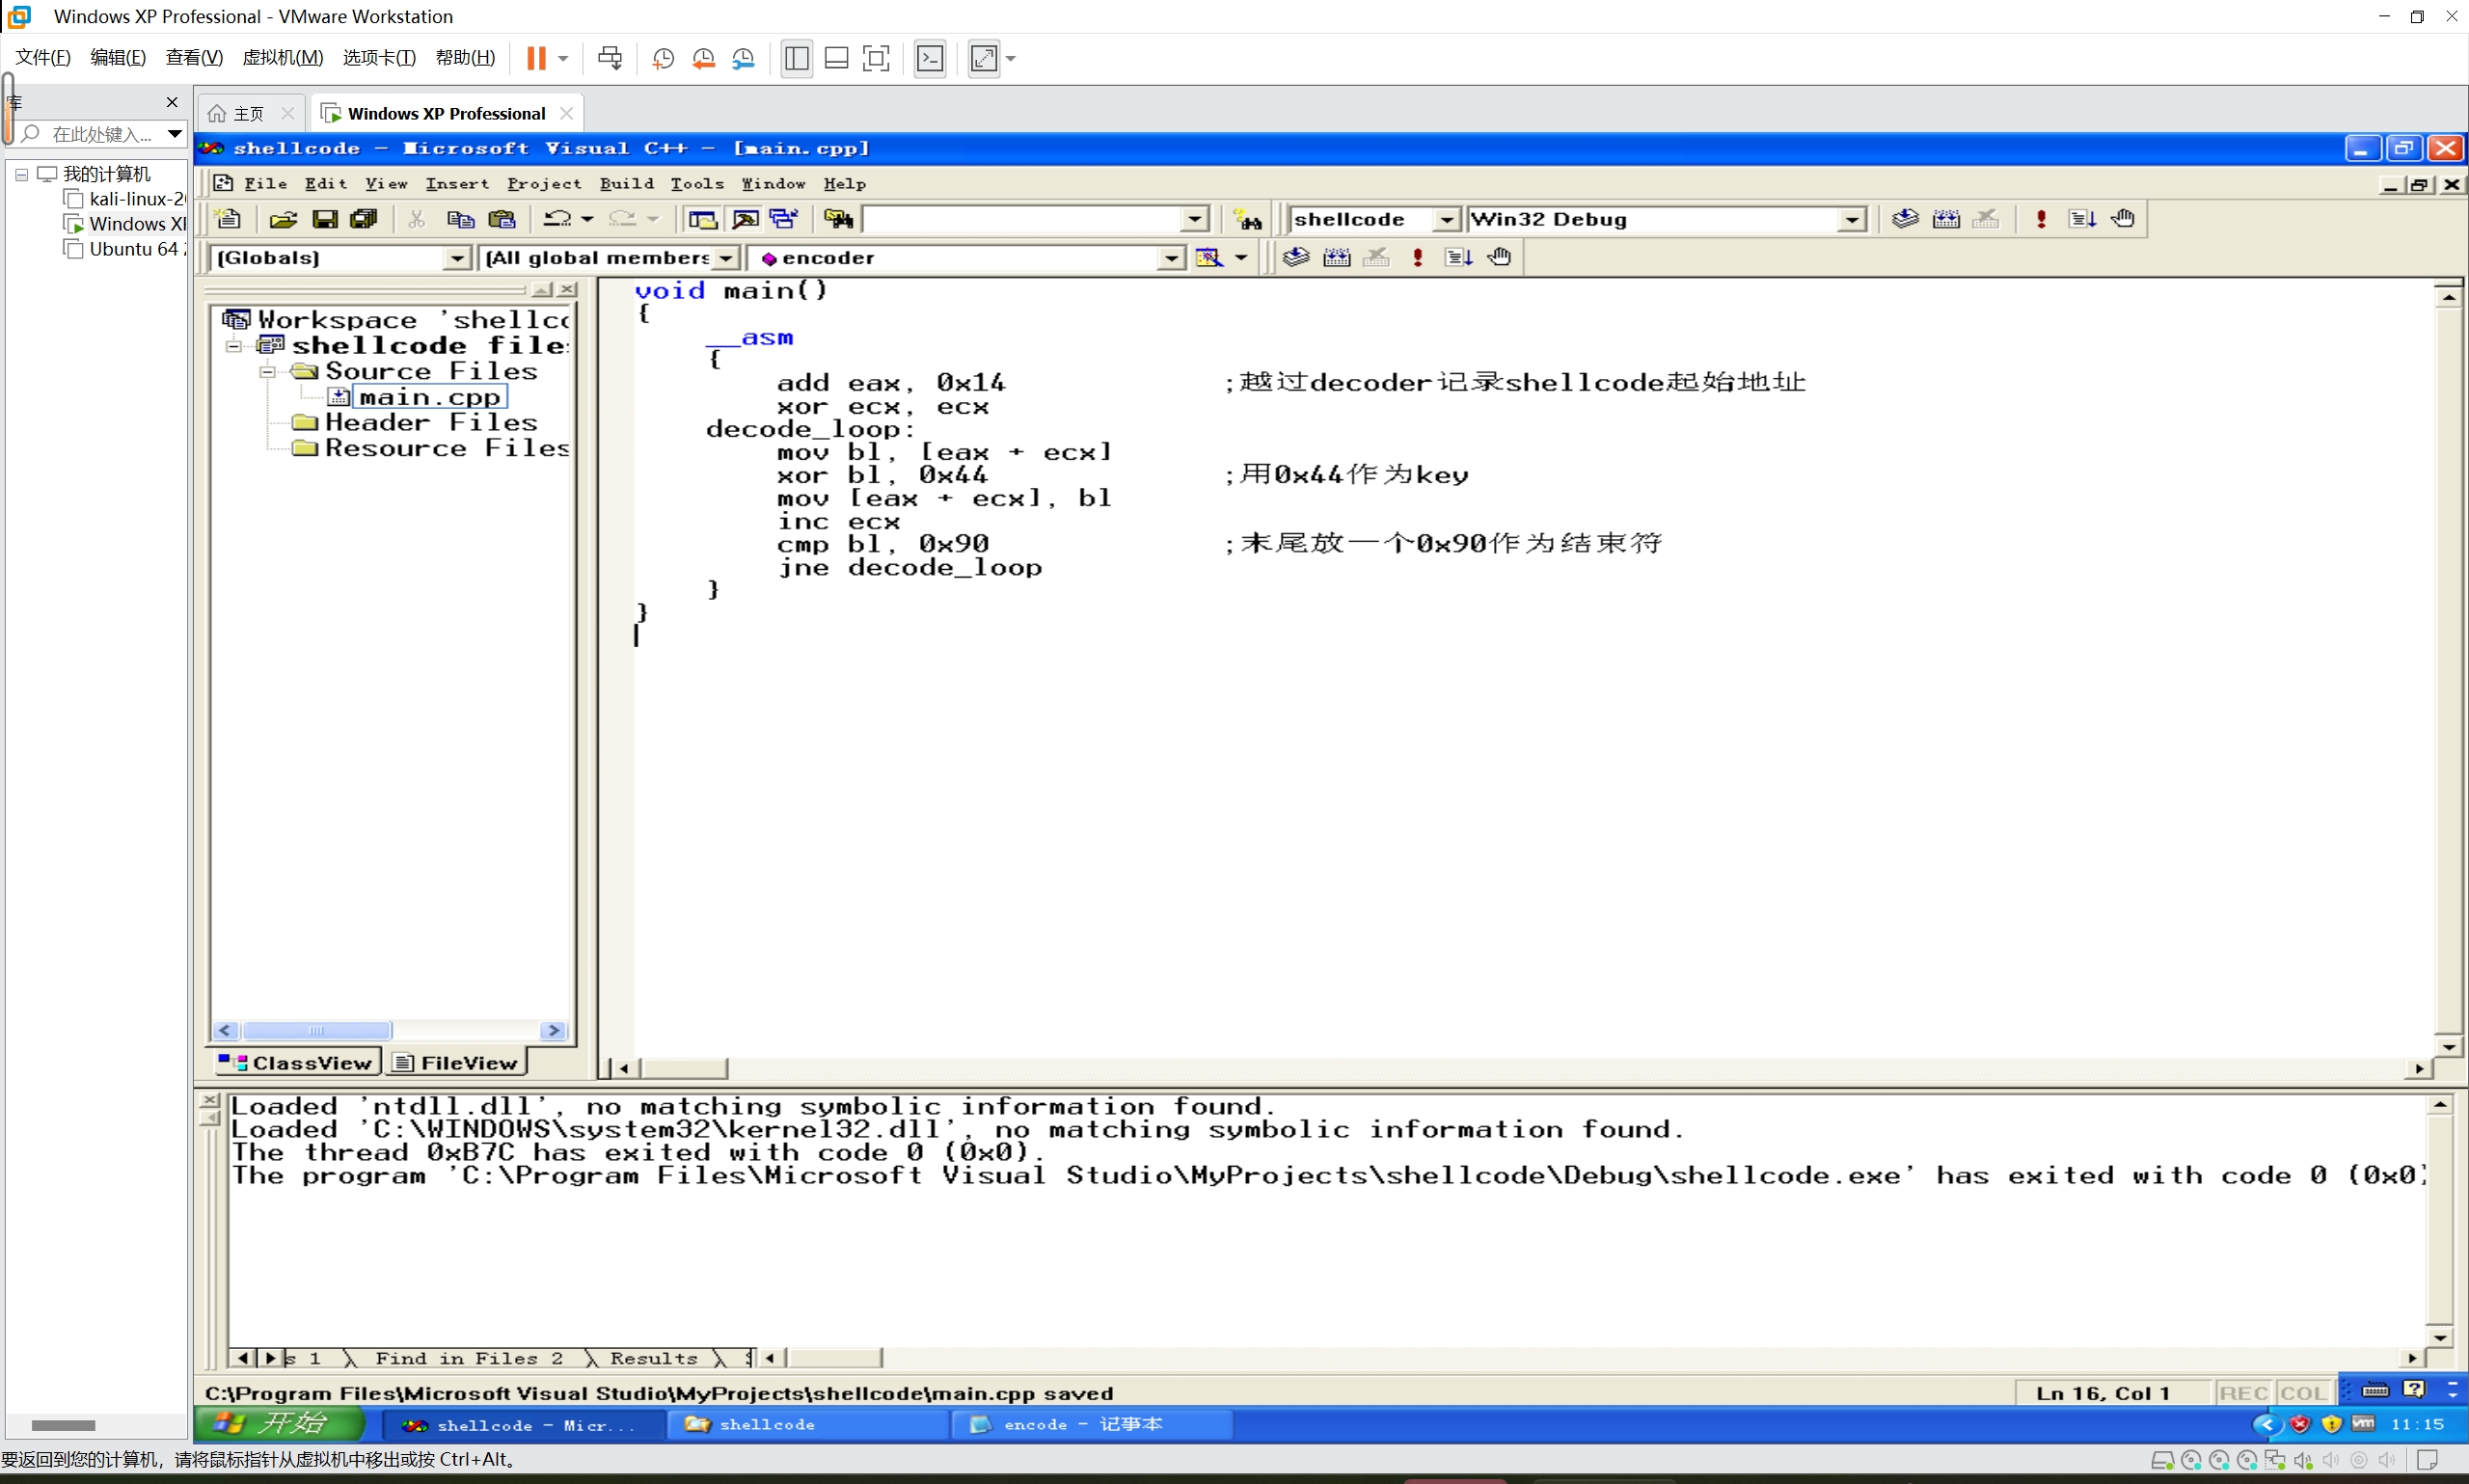 Windows XP Professional - VMware Workstation
文件(F) 编辑(E) 查看(V) 虚拟机(M) 选项卡(T) 帮助(H)
库
主页
Windows XP Professional
在此处键入...
我的计算机
kali-linux-2
Windows XI
Ubuntu 64
shellcode - Microsoft Visual C++ - [main.cpp]
File Edit View Insert Project Build Tools Window Help
shellcode
Win32 Debug
(Globals)
(All global members
encoder
Workspace 'shellco
shellcode files
Source Files
main.cpp
Header Files
Resource Files
ClassView
FileView
void main()
{
__asm
{
add eax, 0x14 ;越过decoder记录shellcode起始地址
xor ecx, ecx
decode_loop:
mov bl, [eax + ecx]
xor bl, 0x44 ;用0x44作为key
mov [eax + ecx], bl
inc ecx
cmp bl, 0x90 ;末尾放一个0x90作为结束符
jne decode_loop
}
}
Loaded 'ntdll.dll', no matching symbolic information found.
Loaded 'C:\WINDOWS\system32\kernel32.dll', no matching symbolic information found.
The thread 0xB7C has exited with code 0 (0x0).
The program 'C:\Program Files\Microsoft Visual Studio\MyProjects\shellcode\Debug\shellcode.exe' has exited with code 0 (0x0)
s 1 Find in Files 2 Results
C:\Program Files\Microsoft Visual Studio\MyProjects\shellcode\main.cpp saved
Ln 16, Col 1
REC COL
开始
shellcode - Micr...
shellcode
encode - 记事本
11:15
要返回到您的计算机，请将鼠标指针从虚拟机中移出或按 Ctrl+Alt。